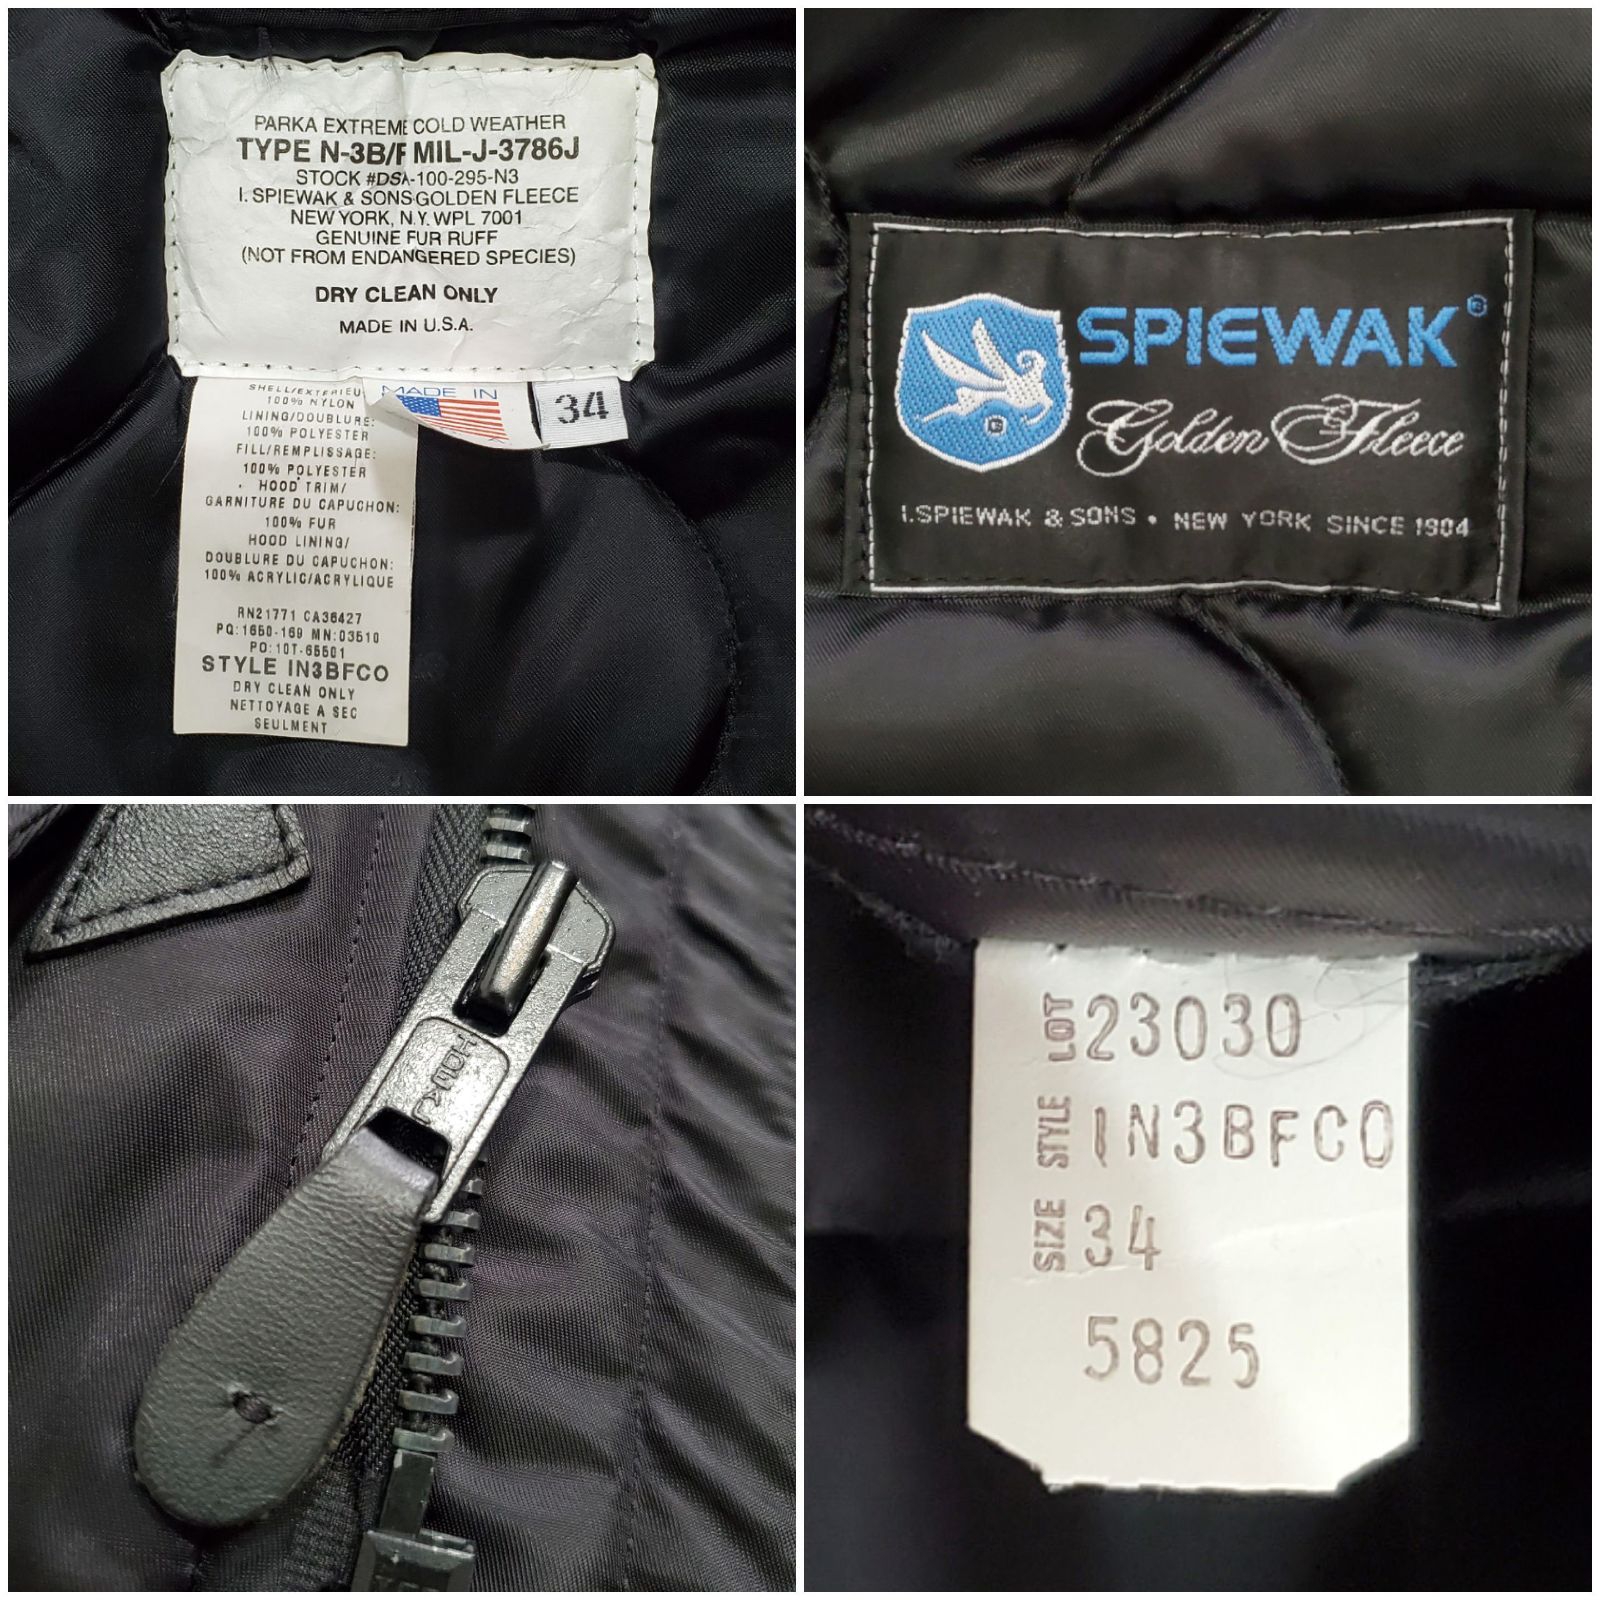 PARKA EXTREME COLD WEATHER
TYPE N-3B/F MIL-J-3786J
STOCK #DSA-100-295-N3
I. SPIEWAK & SONS GOLDEN FLEECE
NEW YORK, N.Y. WPL 7001
GENUINE FUR RUFF
(NOT FROM ENDANGERED SPECIES)
DRY CLEAN ONLY
MADE IN U.S.A.
MADE IN
34
SHELL/EXTERIEU
100% NYLON
LINING/DOUBLURE:
100% POLYESTER
FILL/REMPLISSAGE:
100% POLYESTER
HOOD TRIM/
GARNITURE DU CAPUCHON:
100% FUR
HOOD LINING/
DOUBLURE DU CAPUCHON:
100% ACRYLIC/ACRYLIQUE
RN21771 CA36427
PQ:1650-169 MN:03510
PO:10T-65501
STYLE IN3BFCO
DRY CLEAN ONLY
NETTOYAGE A SEC
SEULMENT
SPIEWAK
Golden Fleece
I.SPIEWAK & SONS • NEW YORK SINCE 1904
LOT 23030
STYLE IN3BFCO
SIZE 34
5825